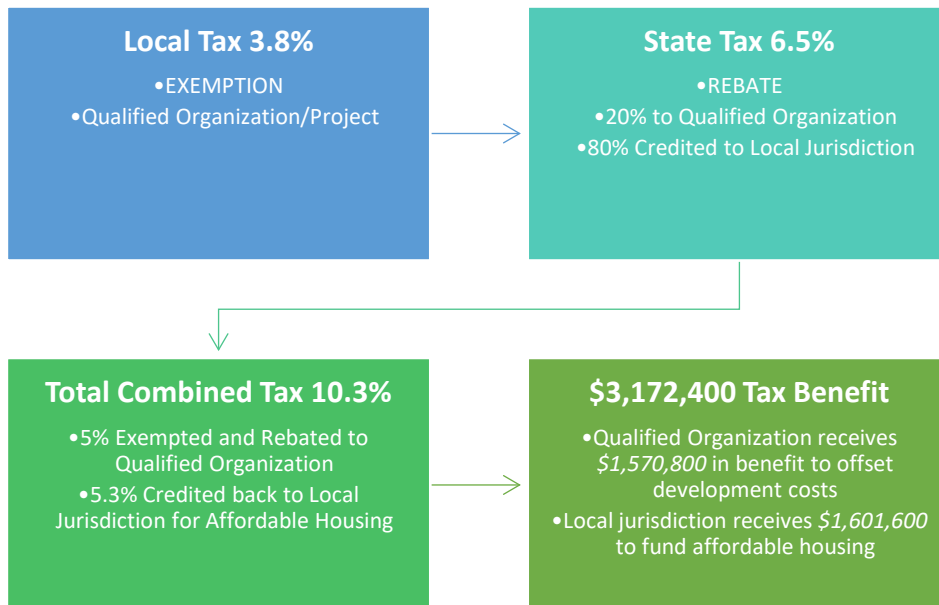 Local Tax 3.8%
•EXEMPTION
•Qualified Organization/Project
State Tax 6.5%
•REBATE
•20% to Qualified Organization
•80% Credited to Local Jurisdiction
Total Combined Tax 10.3%
•5% Exempted and Rebated to
Qualified Organization
•5.3% Credited back to Local
Jurisdiction for Affordable Housing
$3,172,400 Tax Benefit
•Qualified Organization receives
$1,570,800 in benefit to offset
development costs
•Local jurisdiction receives $1,601,600
to fund affordable housing